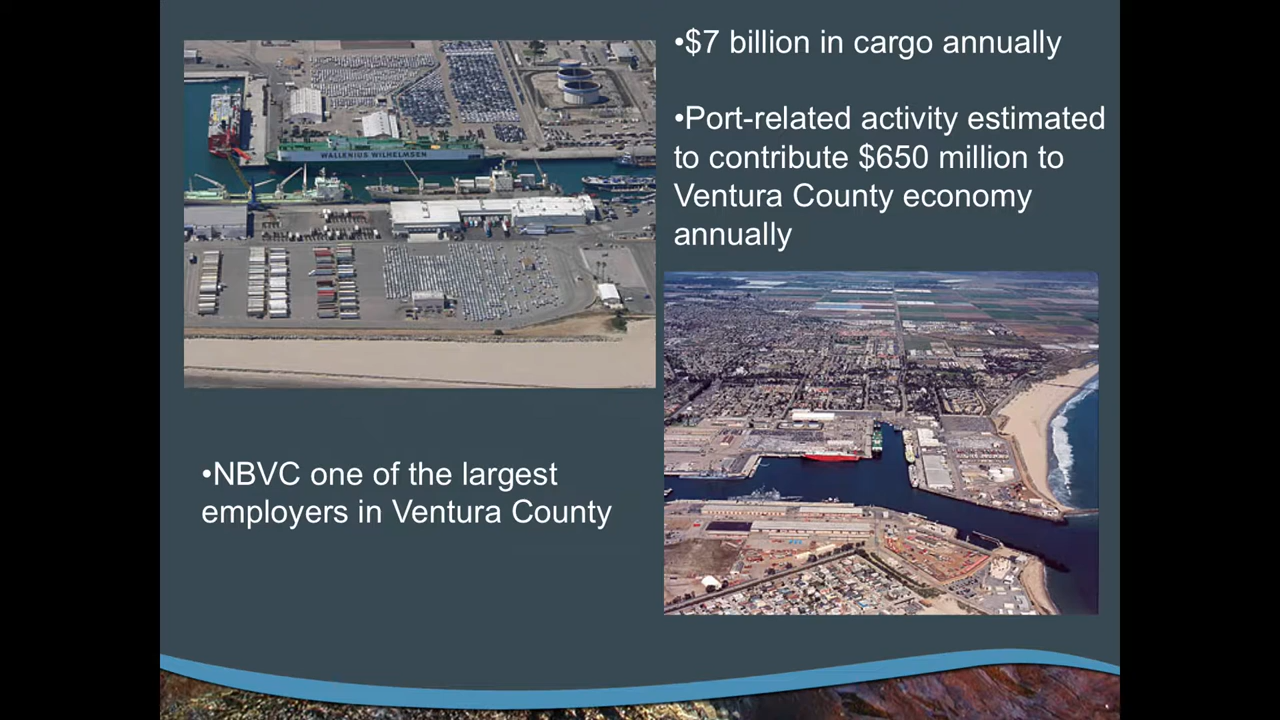 •$7 billion in cargo annually
•Port-related activity estimated
to contribute $650 million to
Ventura County economy
annually
WALLENIUS WILHELMSEN
•NBVC one of the largest
employers in Ventura County